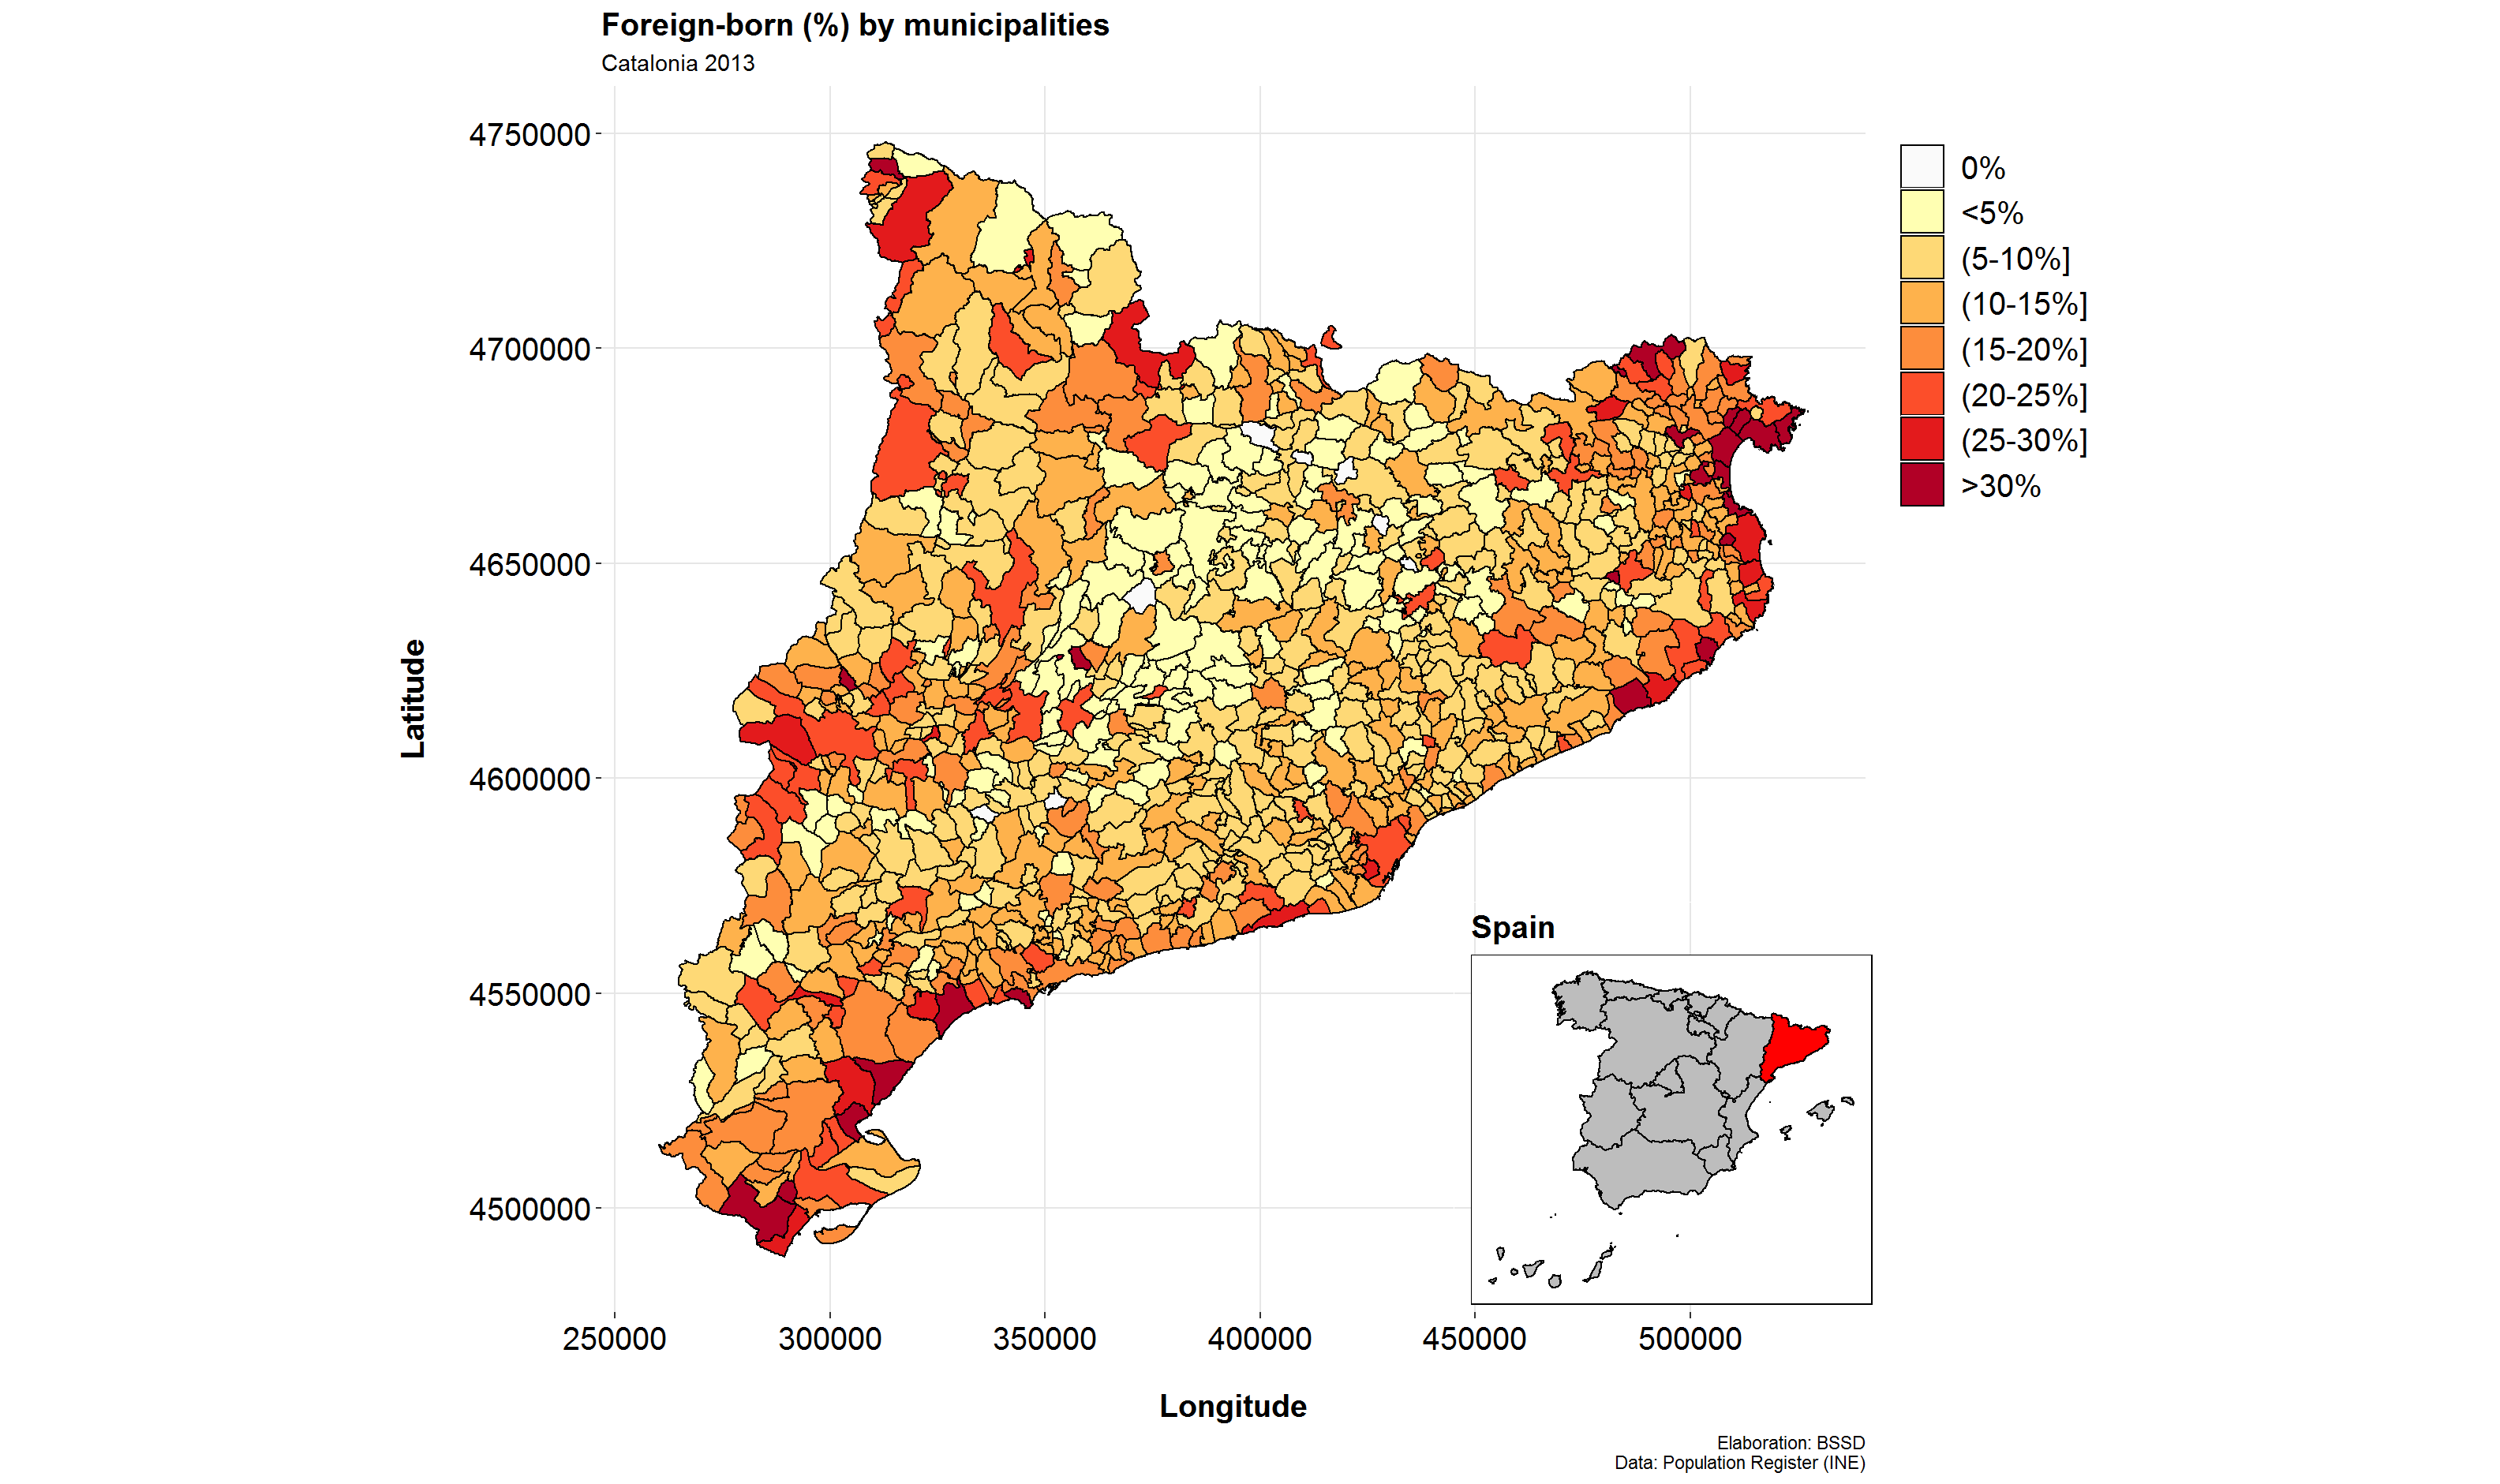 Foreign-born (%) by municipalities
Catalonia 2013
4750000
4700000
4650000
4600000
4550000
4500000
Latitude
0%
<5%
(5-10%]
(10-15%]
(15-20%]
(20-25%]
(25-30%]
>30%
Spain
250000
300000
350000
400000
450000
500000
Longitude
Elaboration: BSSD
Data: Population Register (INE)